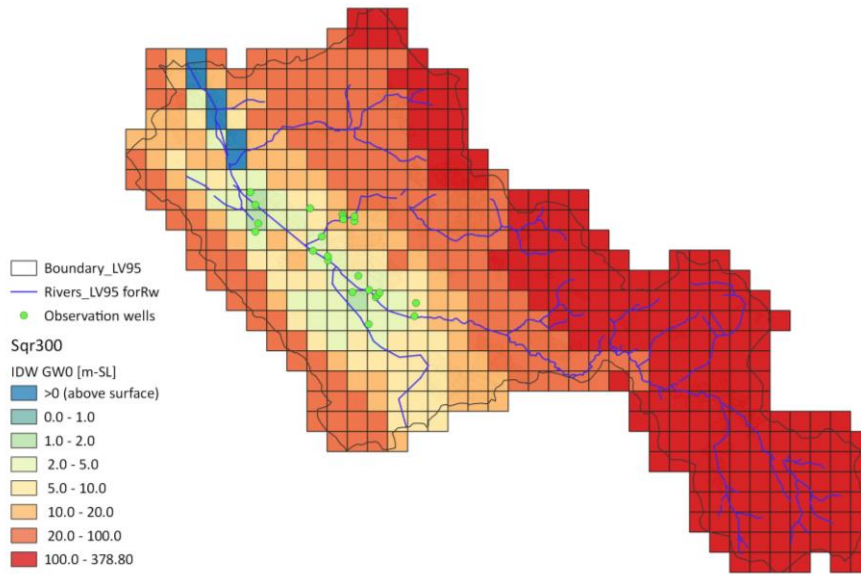 Boundary_LV95
Rivers_LV95 forRw
Observation wells
Sqr300
IDW GW0 [m-SL]
>0 (above surface)
0.0 - 1.0
1.0 - 2.0
2.0 - 5.0
5.0 - 10.0
10.0 - 20.0
20.0 - 100.0
100.0 - 378.80